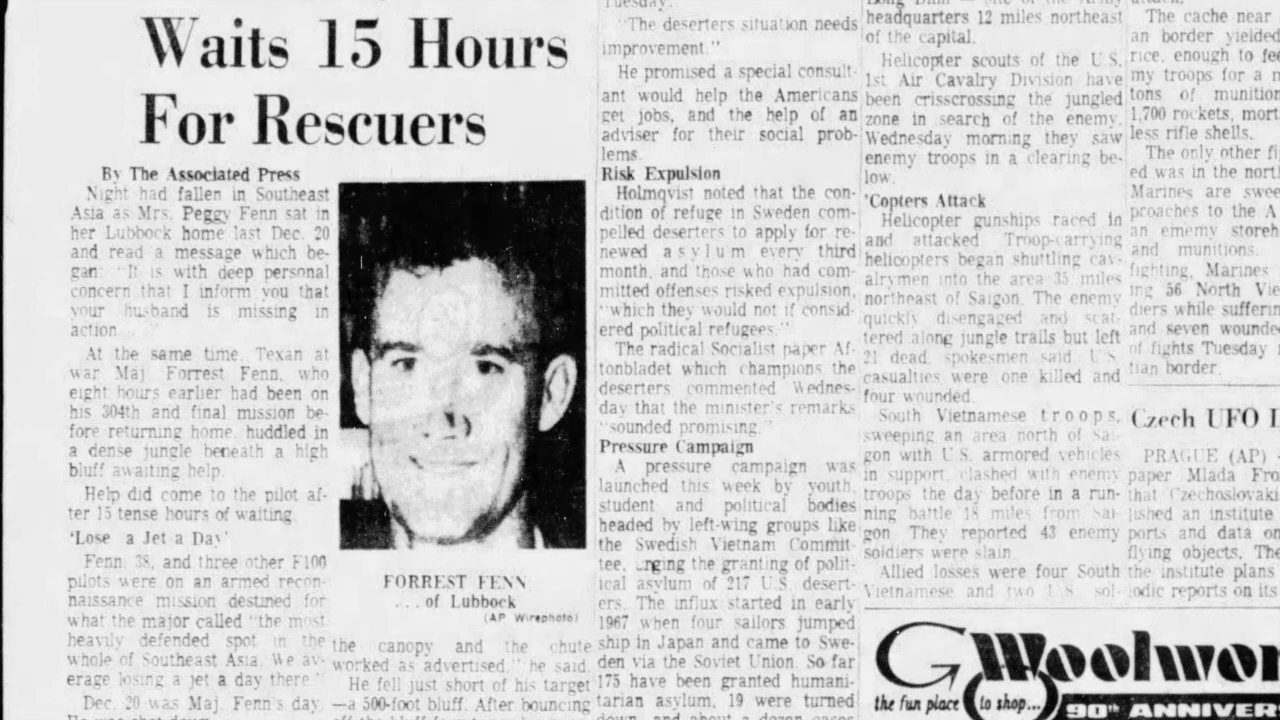 Waits 15 Hours
For Rescuers
By The Associated Press
Night had fallen in Southeast
Asia as Mrs. Peggy Fenn sat in
her Lubbock home last Dec. 20
and read a message which be-
gan: "It is with deep personal
concern that I inform you that
your husband is missing in
action . . ."
At the same time, Texan at
war Maj. Forrest Fenn, who
eight hours earlier had been on
his 304th and final mission be-
fore returning home, huddled in
a dense jungle beneath a high
bluff awaiting help.
Help did come to the pilot af-
ter 15 tense hours of waiting.
'Lose a Jet a Day'
Fenn, 38, and three other F100
pilots were on an armed recon-
naissance mission destined for
what the major called "the most
heavily defended spot in the
whole of Southeast Asia. We av-
erage losing a jet a day there."
Dec. 20 was Maj. Fenn's day.
He was shot down
FORREST FENN
. . . of Lubbock
(AP Wirephoto)
the canopy and the chute
worked as advertised," he said.
He fell just short of his target
—a 500-foot bluff. After bouncing
off the bluff
Tuesday.
"The deserters situation needs
improvement."
He promised a special consult-
ant would help the Americans
get jobs, and the help of an
adviser for their social prob-
lems.
Risk Expulsion
Holmqvist noted that the con-
dition of refuge in Sweden com-
pelled deserters to apply for re-
newed asylum every third
month, and those who had com-
mitted offenses risked expulsion,
"which they would not if consid-
ered political refugees."
The radical Socialist paper Af-
tonbladet which champions the
deserters commented Wednes-
day that the minister's remarks
"sounded promising."
Pressure Campaign
A pressure campaign was
launched this week by youth,
student and political bodies
headed by left-wing groups like
the Swedish Vietnam Commit-
tee, urging the granting of polit-
ical asylum of 217 U.S. desert-
ers. The influx started in early
1967 when four sailors jumped
ship in Japan and came to Swe-
den via the Soviet Union. So far
175 have been granted humani-
tarian asylum, 19 were turned
down, and about a dozen cases
headquarters 12 miles northeast
of the capital.
Helicopter scouts of the U.S.
1st Air Cavalry Division have
been crisscrossing the jungled
zone in search of the enemy.
Wednesday morning they saw
enemy troops in a clearing be-
low.
'Copters Attack
Helicopter gunships raced in
and attacked. Troop-carrying
helicopters began shuttling cav-
alrymen into the area 35 miles
northeast of Saigon. The enemy
quickly disengaged and scat-
tered along jungle trails but left
21 dead, spokesmen said. U.S.
casualties were one killed and
four wounded.
South Vietnamese troops,
sweeping an area north of Sai-
gon with U.S. armored vehicles
in support, clashed with enemy
troops the day before in a run-
ning battle 18 miles from Sai-
gon. They reported 43 enemy
soldiers were slain.
Allied losses were four South
Vietnamese and two U.S. sol-
attack.
The cache near
an border yielded
rice, enough to fee
my troops for a m
tons of munition
1,700 rockets, mort
less rifle shells.
The only other fi
ed was in the north
Marines are swee
proaches to the A
an enemy storeh
and munitions.
fighting, Marines
ing 56 North Vie
diers while sufferin
and seven wounde
of fights Tuesday
tian border.
Czech UFO
PRAGUE (AP) -
paper Mlada Fro
that Czechoslovaki
lished an institute
ports and data on
flying objects. The
the institute plans
iodic reports on its
Woolwor
the fun place to shop...
90th ANNIVER